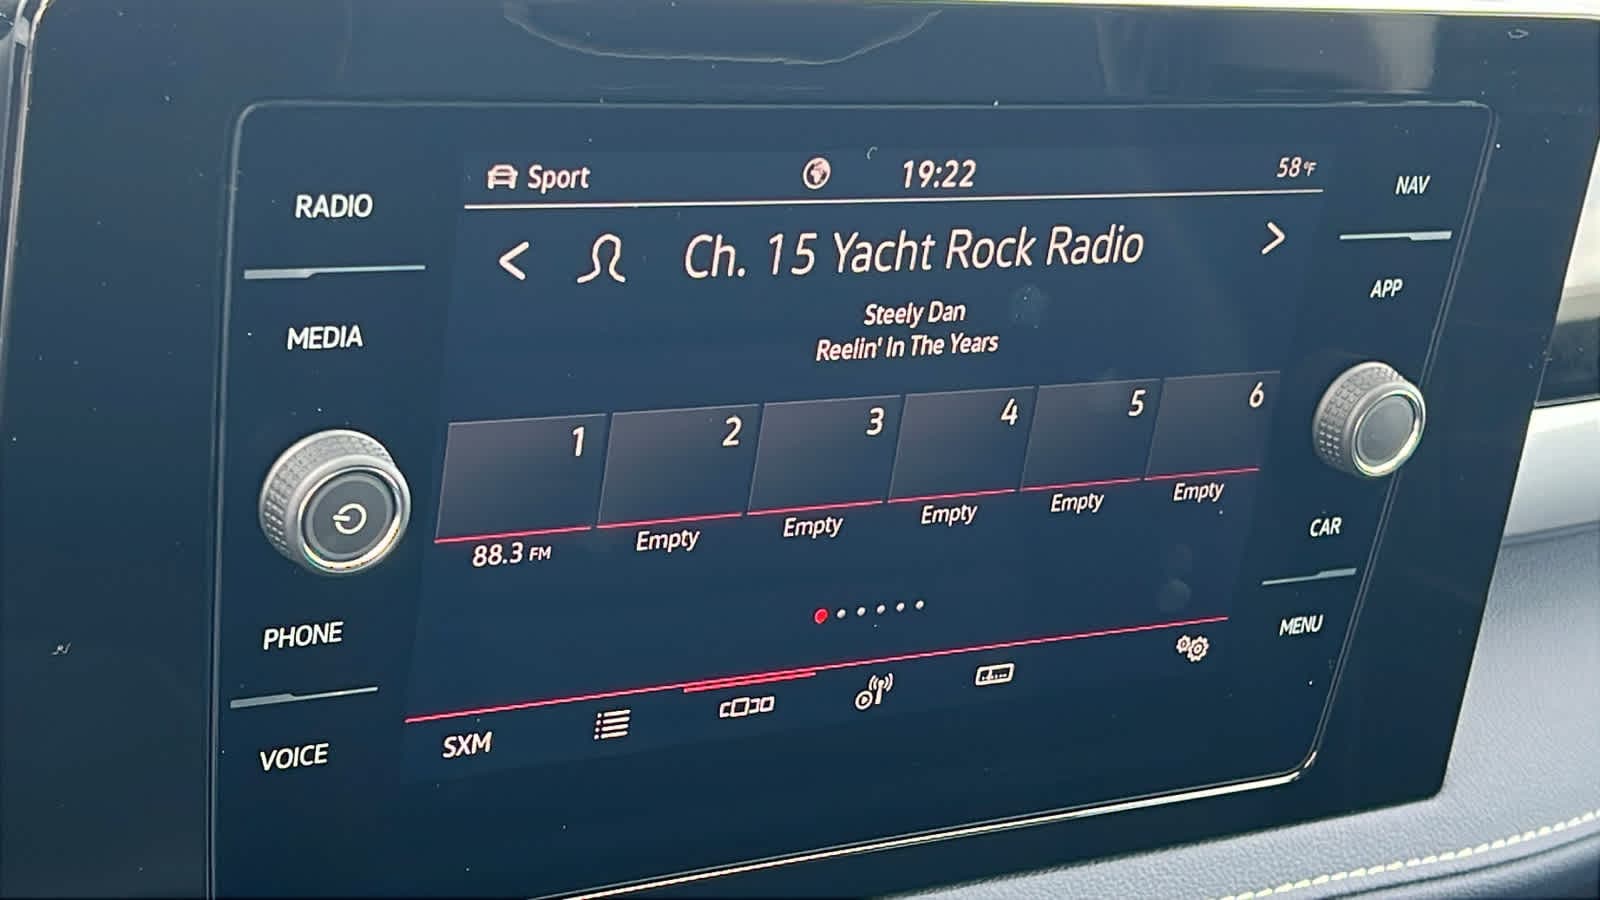 Sport 19:22 58°F
RADIO
NAV
< Ch. 15 Yacht Rock Radio >
APP
Steely Dan
MEDIA
Reelin' In The Years
1 2 3 4 5 6
88.3 FM Empty Empty Empty Empty Empty
CAR
PHONE
MENU
SXM
VOICE